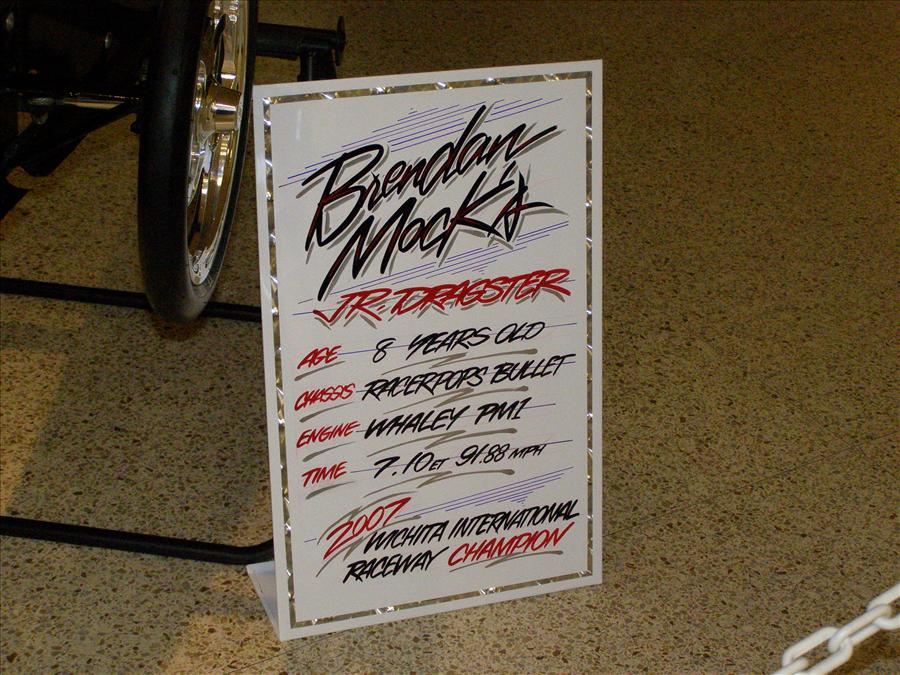 Brendan
Mock's
JR. DRAGSTER
AGE 8 YEARS OLD
CHASSIS RACERPOPS BULLET
ENGINE WHALEY PM1
TIME 7.10 ET 91.88 MPH
2007 WICHITA INTERNATIONAL
RACEWAY CHAMPION